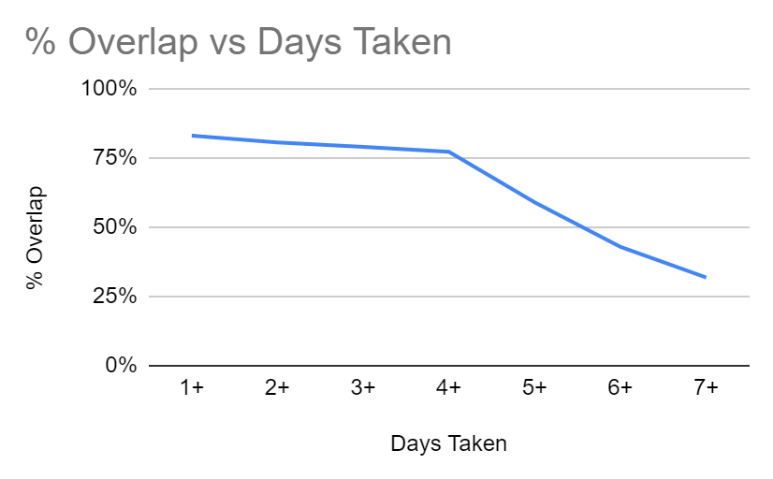 % Overlap vs Days Taken
100%
75%
50%
25%
0%
% Overlap
1+ 2+ 3+ 4+ 5+ 6+ 7+
Days Taken